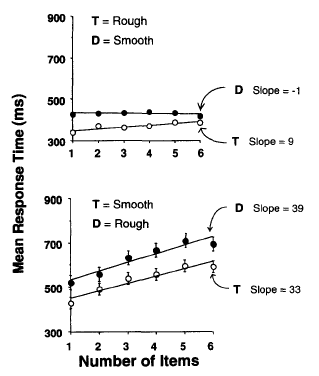 Mean Response Time (ms)
900
700
500
300
T = Rough
D = Smooth
D Slope = -1
T Slope = 9
1 2 3 4 5 6
900
700
500
300
T = Smooth
D = Rough
D Slope = 39
T Slope = 33
1 2 3 4 5 6
Number of Items